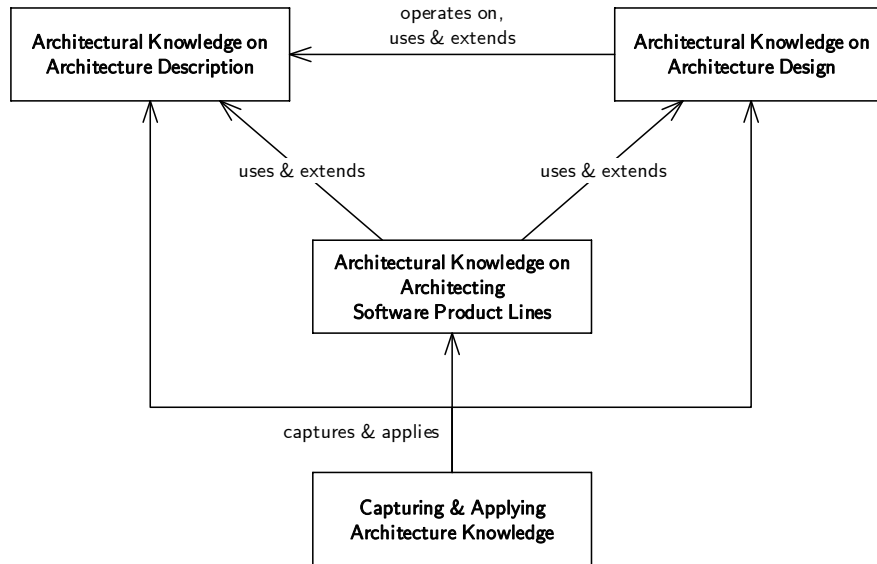 operates on,
uses & extends
Architectural Knowledge on
Architecture Description
Architectural Knowledge on
Architecture Design
uses & extends
uses & extends
Architectural Knowledge on
Architecting
Software Product Lines
captures & applies
Capturing & Applying
Architecture Knowledge